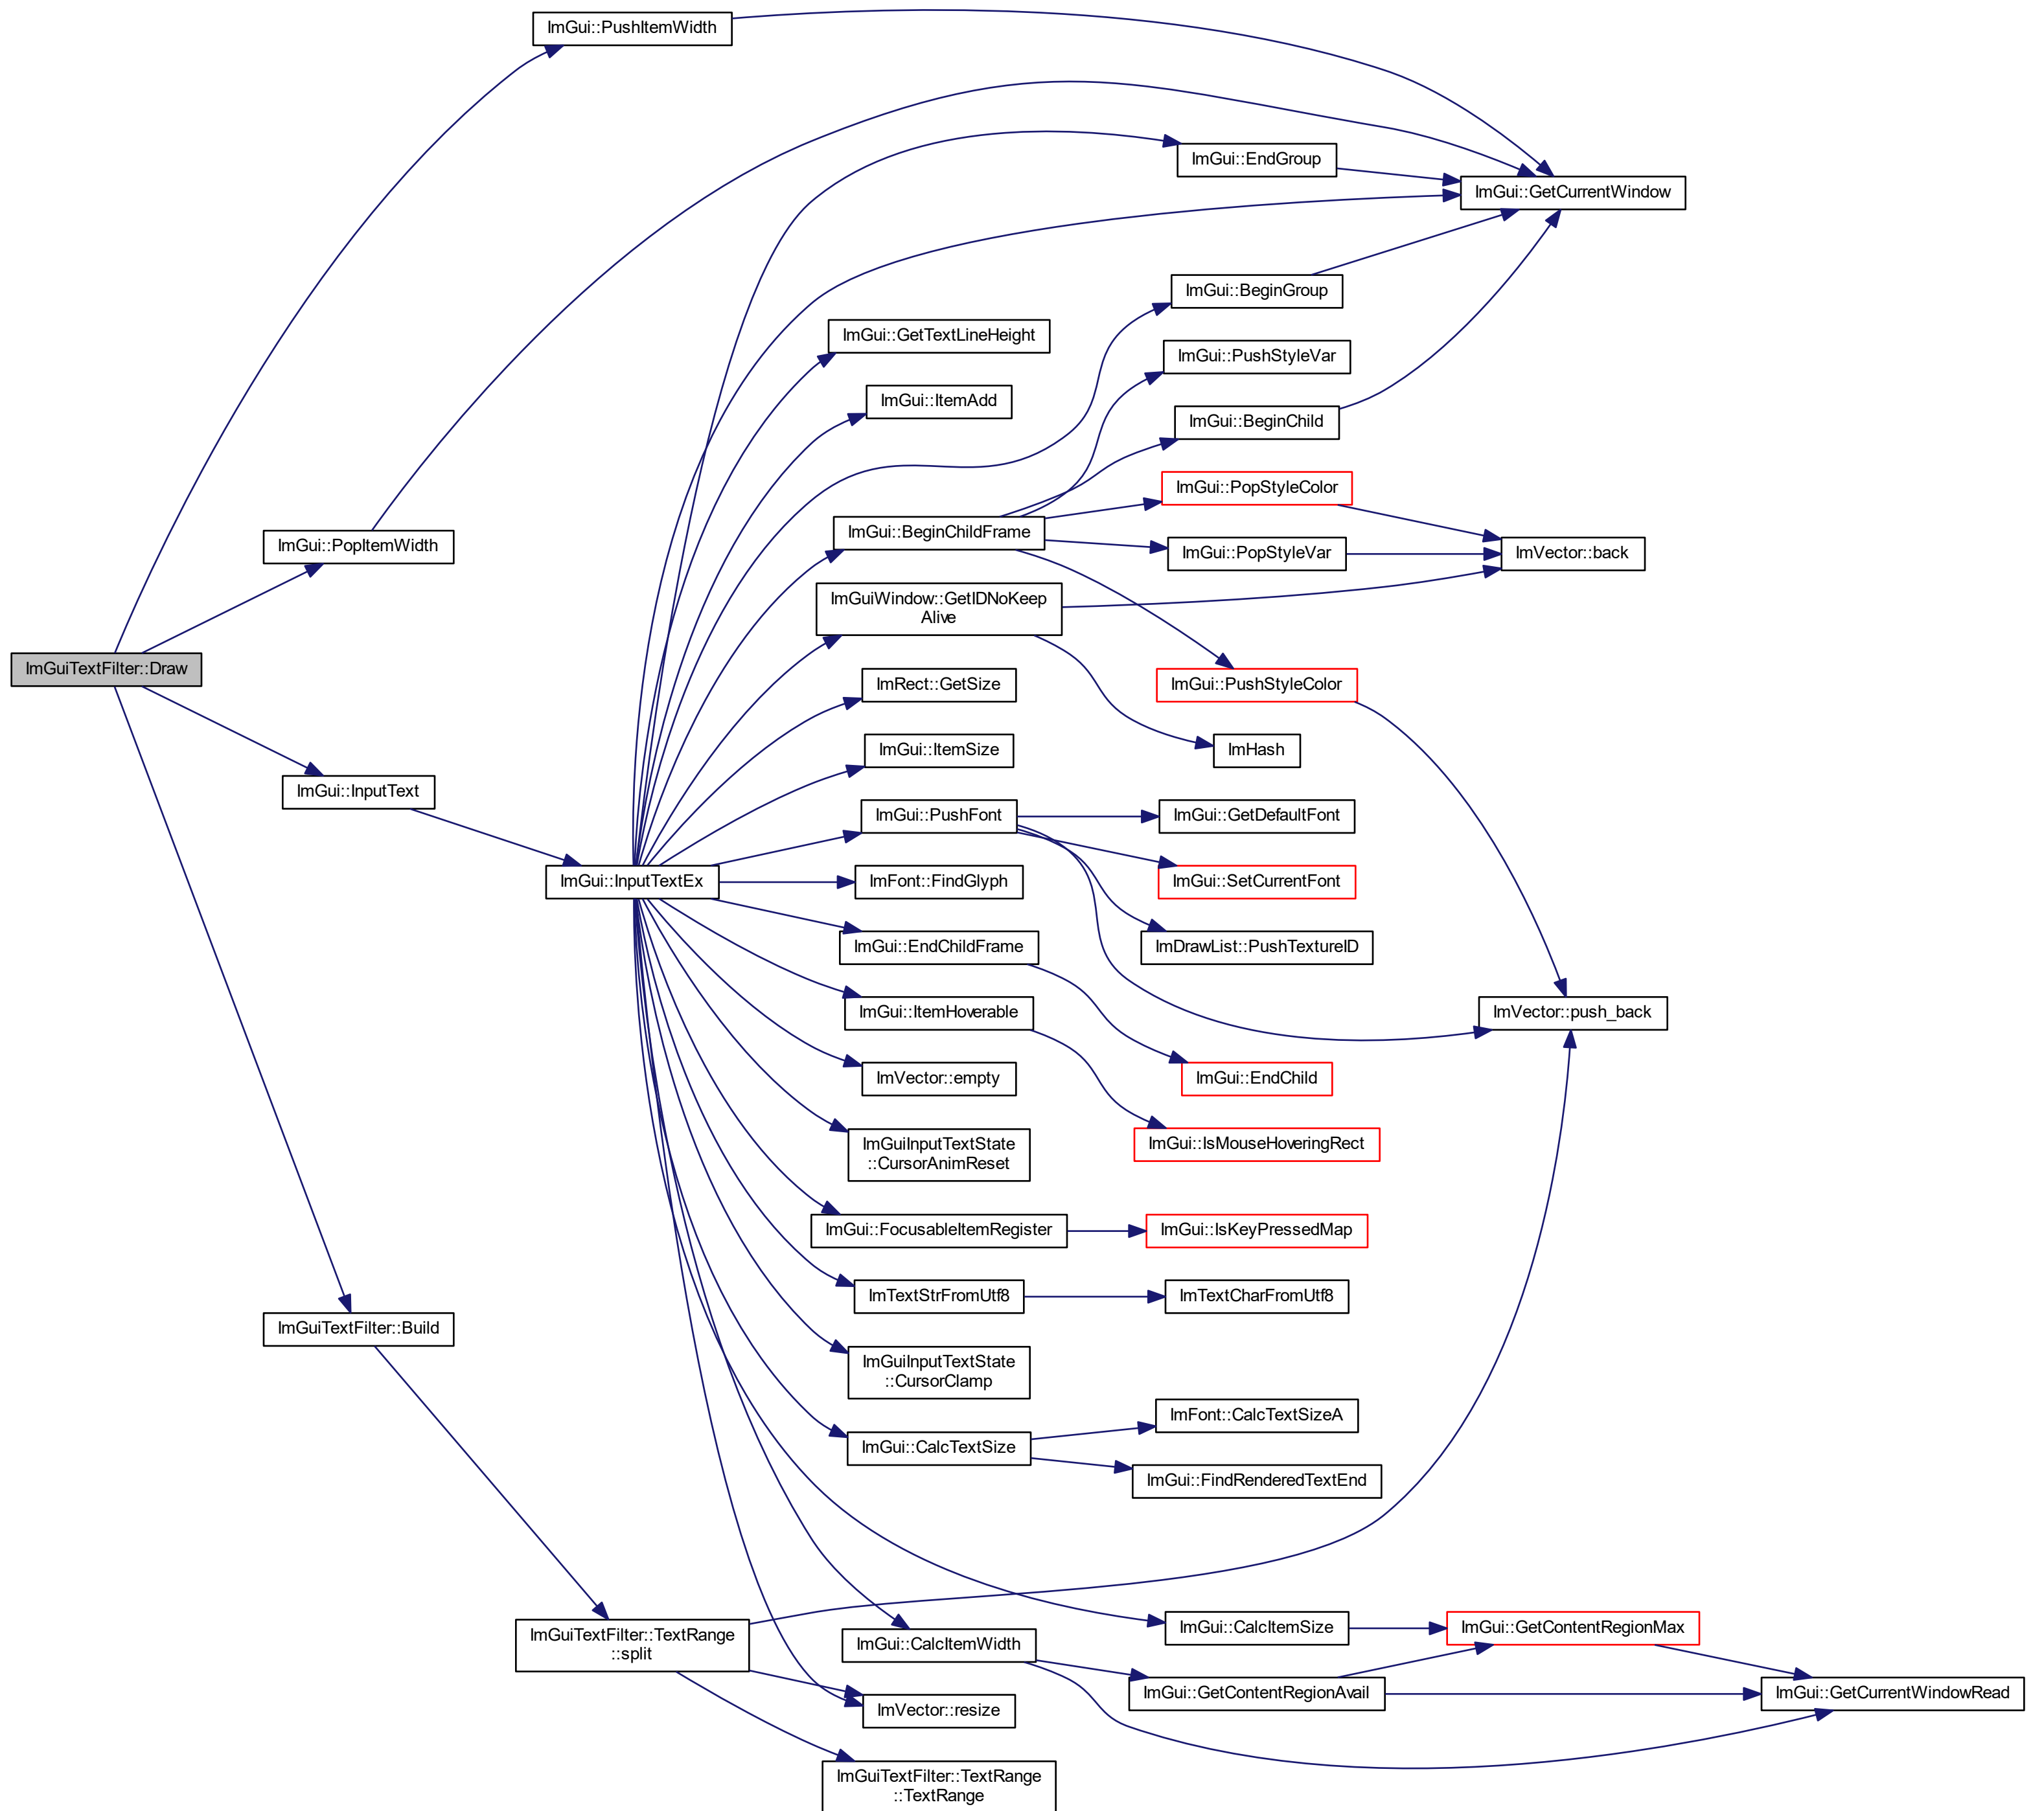 ImGui::PushItemWidth
ImGui::EndGroup
ImGui::GetCurrentWindow
ImGui::BeginGroup
ImGui::GetTextLineHeight
ImGui::PushStyleVar
ImGui::ItemAdd
ImGui::BeginChild
ImGui::PopStyleColor
ImGui::BeginChildFrame
ImGui::PopItemWidth
ImGui::PopStyleVar
ImVector::back
ImGuiWindow::GetIDNoKeep
Alive
ImGuiTextFilter::Draw
ImRect::GetSize
ImGui::PushStyleColor
ImGui::ItemSize
ImHash
ImGui::InputText
ImGui::PushFont
ImGui::GetDefaultFont
ImGui::InputTextEx
ImFont::FindGlyph
ImGui::SetCurrentFont
ImGui::EndChildFrame
ImDrawList::PushTextureID
ImGui::ItemHoverable
ImVector::push_back
ImVector::empty
ImGui::EndChild
ImGuiInputTextState
::CursorAnimReset
ImGui::IsMouseHoveringRect
ImGui::FocusableItemRegister
ImGui::IsKeyPressedMap
ImTextStrFromUtf8
ImTextCharFromUtf8
ImGuiTextFilter::Build
ImGuiInputTextState
::CursorClamp
ImFont::CalcTextSizeA
ImGui::CalcTextSize
ImGui::FindRenderedTextEnd
ImGui::CalcItemSize
ImGui::GetContentRegionMax
ImGuiTextFilter::TextRange
::split
ImGui::CalcItemWidth
ImGui::GetContentRegionAvail
ImGui::GetCurrentWindowRead
ImVector::resize
ImGuiTextFilter::TextRange
::TextRange